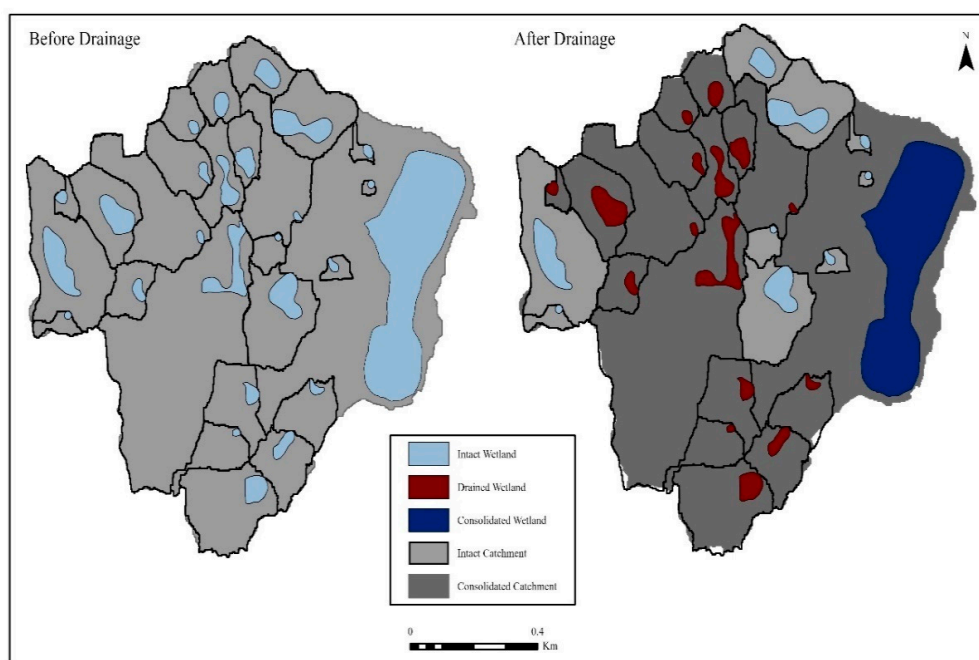 Before Drainage
After Drainage
N
Intact Wetland
Drained Wetland
Consolidated Wetland
Intact Catchment
Consolidated Catchment
0 0.4
Km